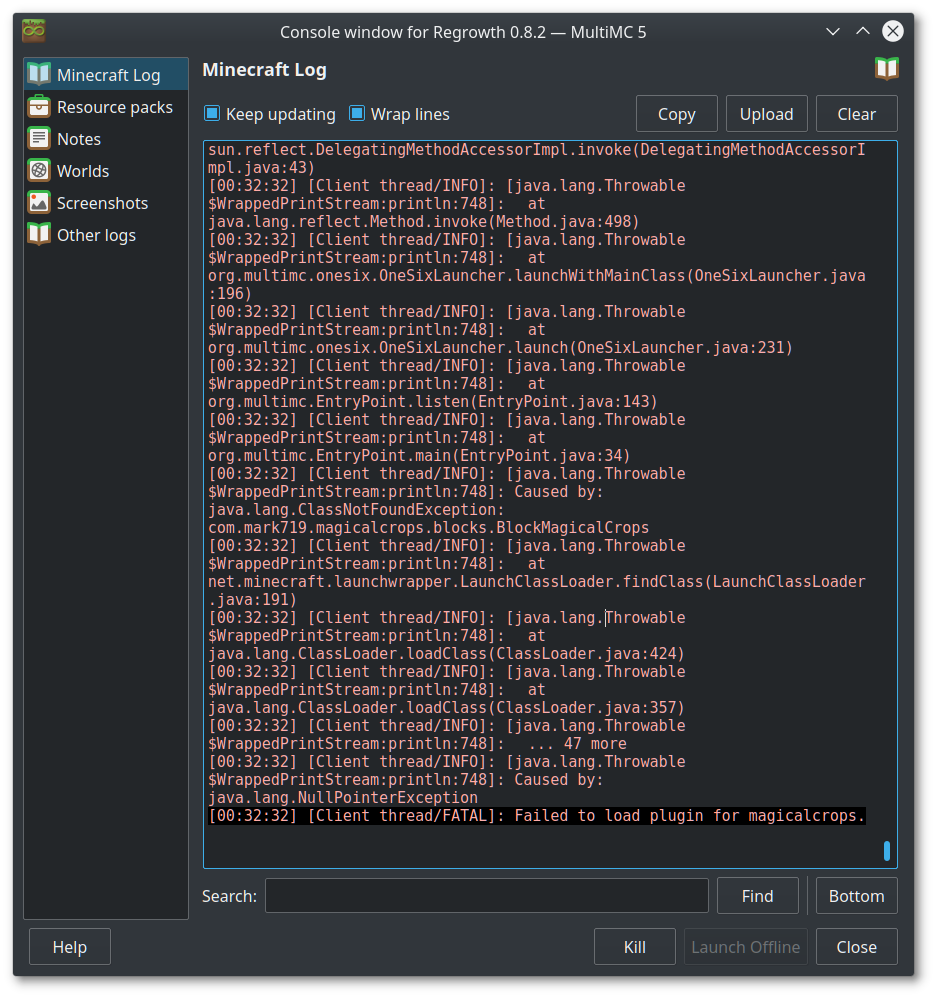 Console window for Regrowth 0.8.2 — MultiMC 5
Minecraft Log
Resource packs
Notes
Worlds
Screenshots
Other logs
Minecraft Log
Keep updating
Wrap lines
Copy
Upload
Clear
sun.reflect.DelegatingMethodAccessorImpl.invoke(DelegatingMethodAccessorI
mpl.java:43)
[00:32:32] [Client thread/INFO]: [java.lang.Throwable
$WrappedPrintStream:println:748]:  at
java.lang.reflect.Method.invoke(Method.java:498)
[00:32:32] [Client thread/INFO]: [java.lang.Throwable
$WrappedPrintStream:println:748]:  at
org.multimc.onesix.OneSixLauncher.launchWithMainClass(OneSixLauncher.java
:196)
[00:32:32] [Client thread/INFO]: [java.lang.Throwable
$WrappedPrintStream:println:748]:  at
org.multimc.onesix.OneSixLauncher.launch(OneSixLauncher.java:231)
[00:32:32] [Client thread/INFO]: [java.lang.Throwable
$WrappedPrintStream:println:748]:  at
org.multimc.EntryPoint.listen(EntryPoint.java:143)
[00:32:32] [Client thread/INFO]: [java.lang.Throwable
$WrappedPrintStream:println:748]:  at
org.multimc.EntryPoint.main(EntryPoint.java:34)
[00:32:32] [Client thread/INFO]: [java.lang.Throwable
$WrappedPrintStream:println:748]: Caused by:
java.lang.ClassNotFoundException:
com.mark719.magicalcrops.blocks.BlockMagicalCrops
[00:32:32] [Client thread/INFO]: [java.lang.Throwable
$WrappedPrintStream:println:748]:  at
net.minecraft.launchwrapper.LaunchClassLoader.findClass(LaunchClassLoader
.java:191)
[00:32:32] [Client thread/INFO]: [java.lang.Throwable
$WrappedPrintStream:println:748]:  at
java.lang.ClassLoader.loadClass(ClassLoader.java:424)
[00:32:32] [Client thread/INFO]: [java.lang.Throwable
$WrappedPrintStream:println:748]:  at
java.lang.ClassLoader.loadClass(ClassLoader.java:357)
[00:32:32] [Client thread/INFO]: [java.lang.Throwable
$WrappedPrintStream:println:748]:  ... 47 more
[00:32:32] [Client thread/INFO]: [java.lang.Throwable
$WrappedPrintStream:println:748]: Caused by:
java.lang.NullPointerException
[00:32:32] [Client thread/FATAL]: Failed to load plugin for magicalcrops.
Search:
Find
Bottom
Help
Kill
Launch Offline
Close